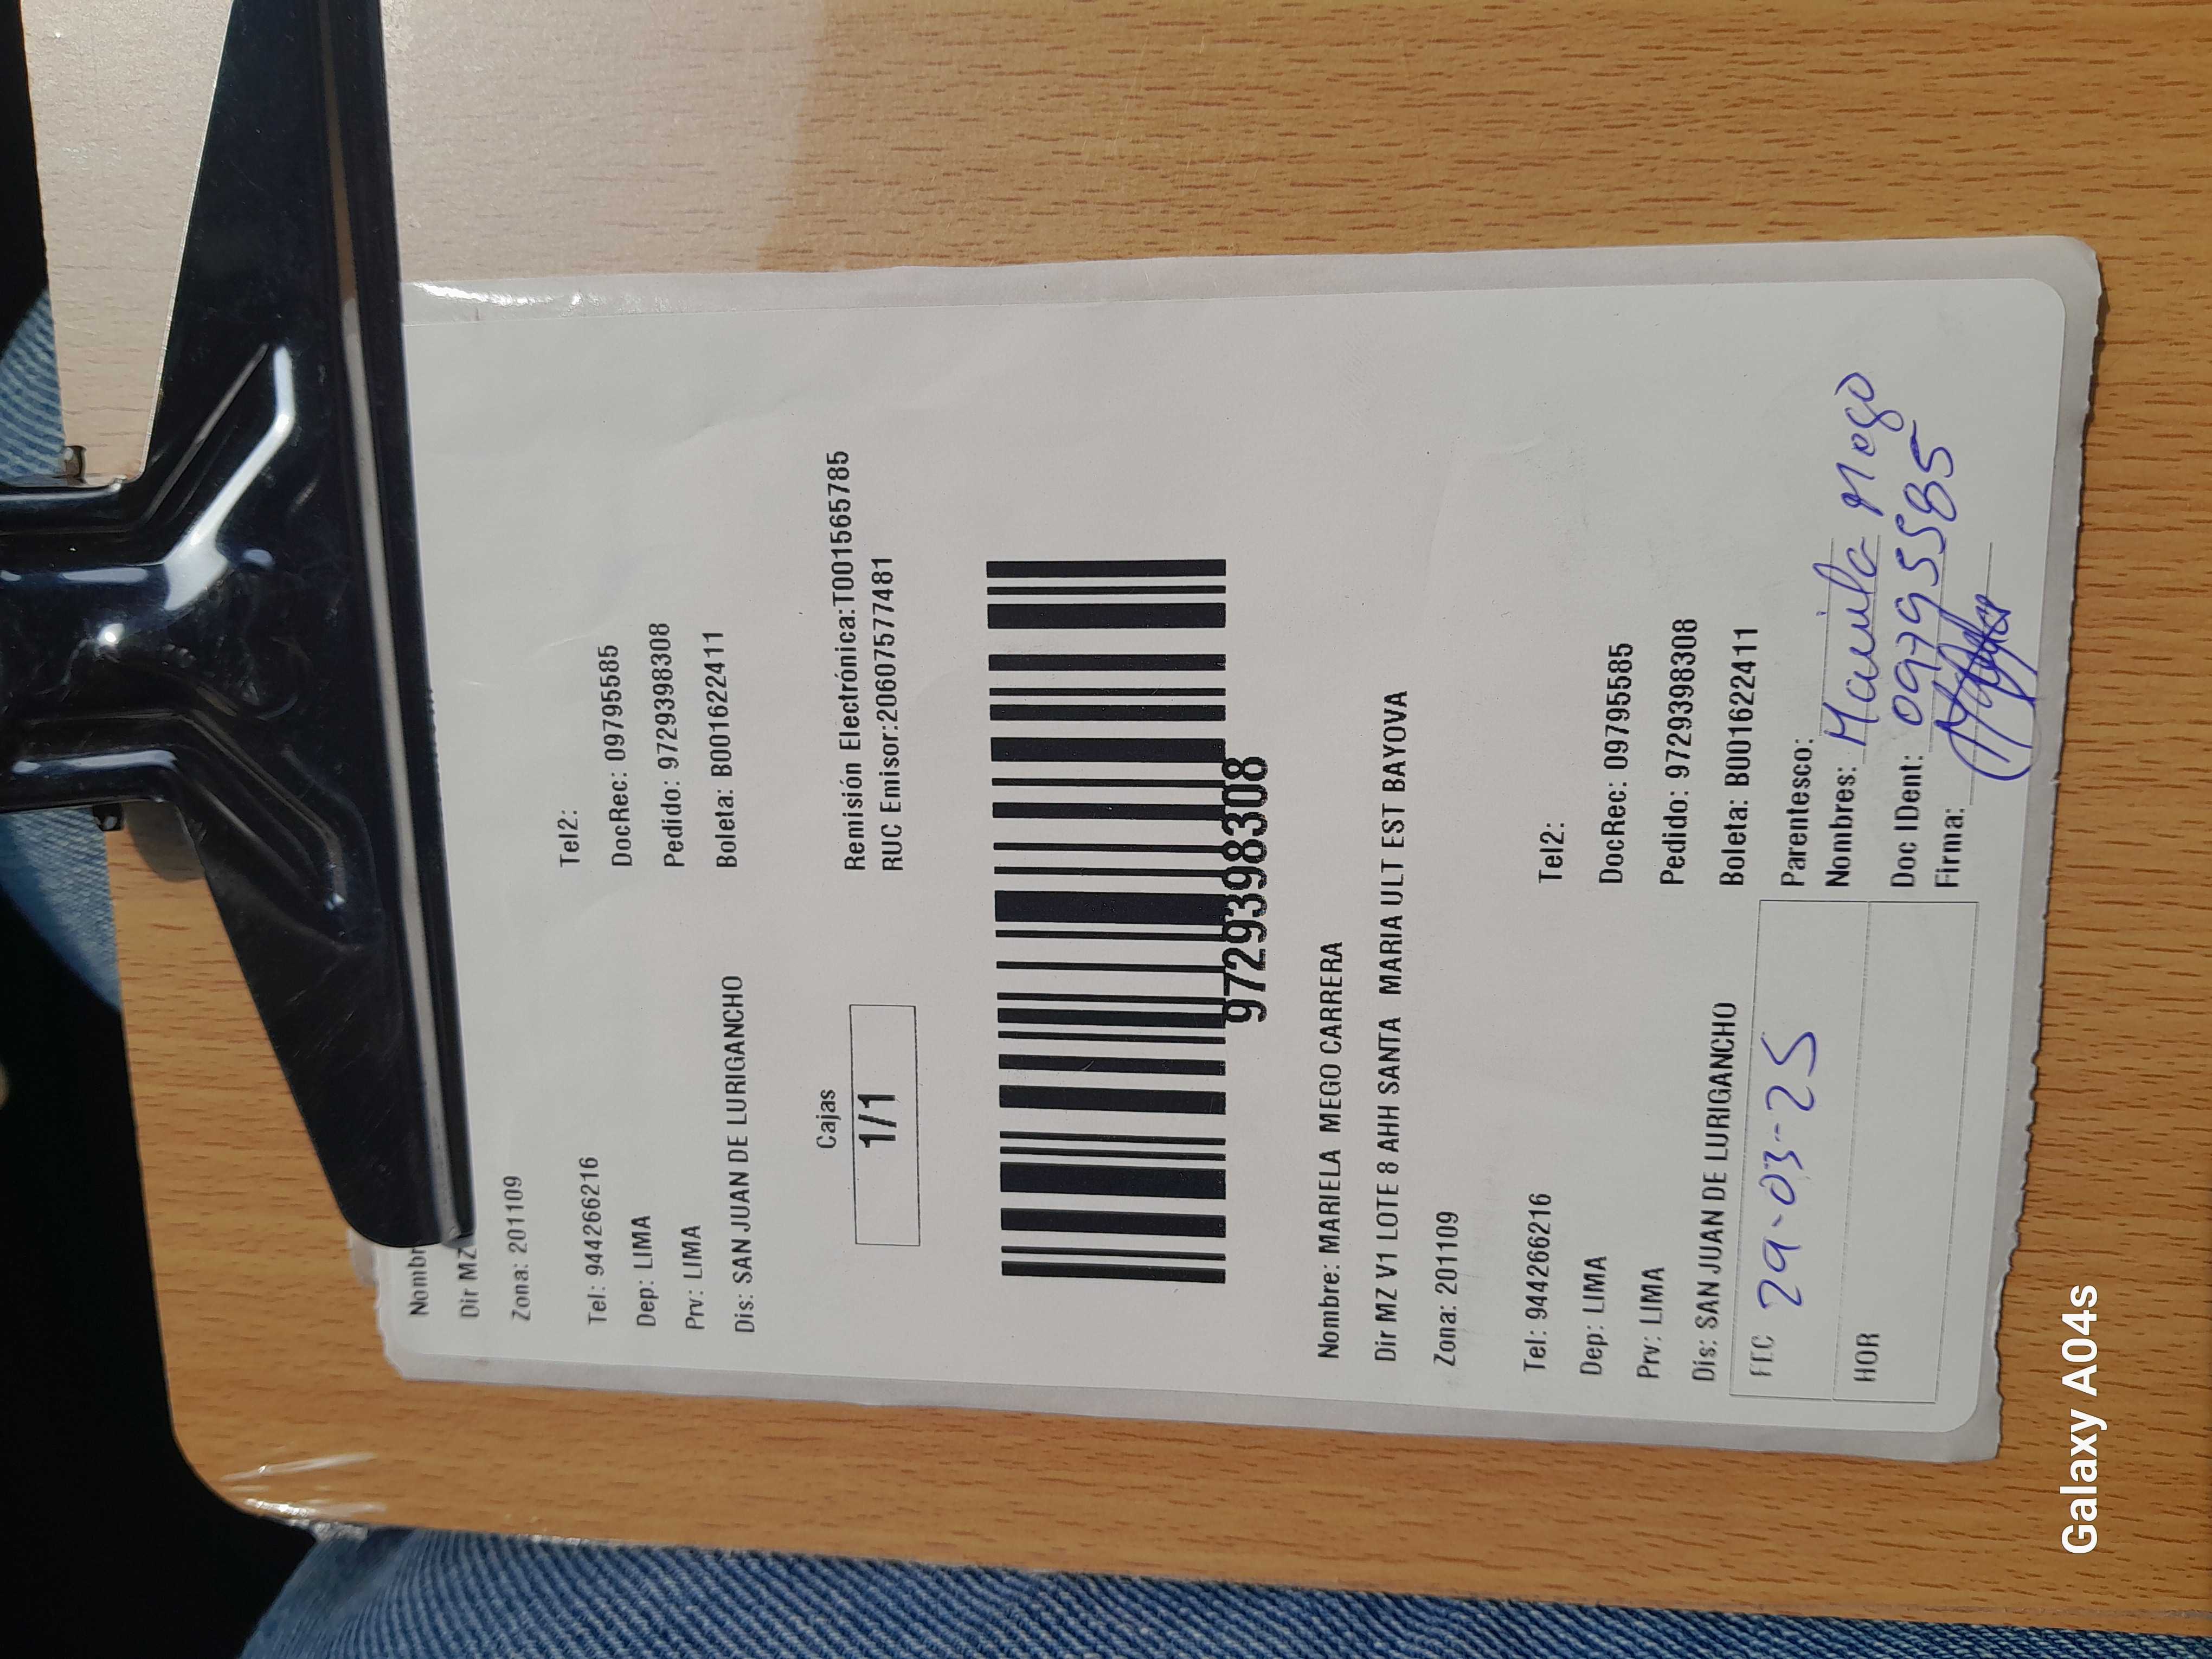 Nombr
Dir MZ
Zona: 201109
Tel: 944266216 Tel2:
Dep: LIMA DocRec: 09795585
Prv: LIMA Pedido: 97293983​08
Dis: SAN JUAN DE LURIGANCHO Boleta: B001622411
Cajas Remisión Electrónica:T001565785
1/1 RUC Emisor:20607577481
9729398308
Nombre: MARIELA MEGO CARRERA
Dir MZ V1 LOTE 8 AHH SANTA MARIA ULT EST BAYOVA
Zona: 201109
Tel: 944266216 Tel2:
Dep: LIMA DocRec: 09795585
Prv: LIMA Pedido: 9729398308
Dis: SAN JUAN DE LURIGANCHO Boleta: B001622411
FEC 29-03-25 Parentesco:
Nombres: Mariela Mego
HOR Doc IDent: 09795585
Firma:
Galaxy A04s